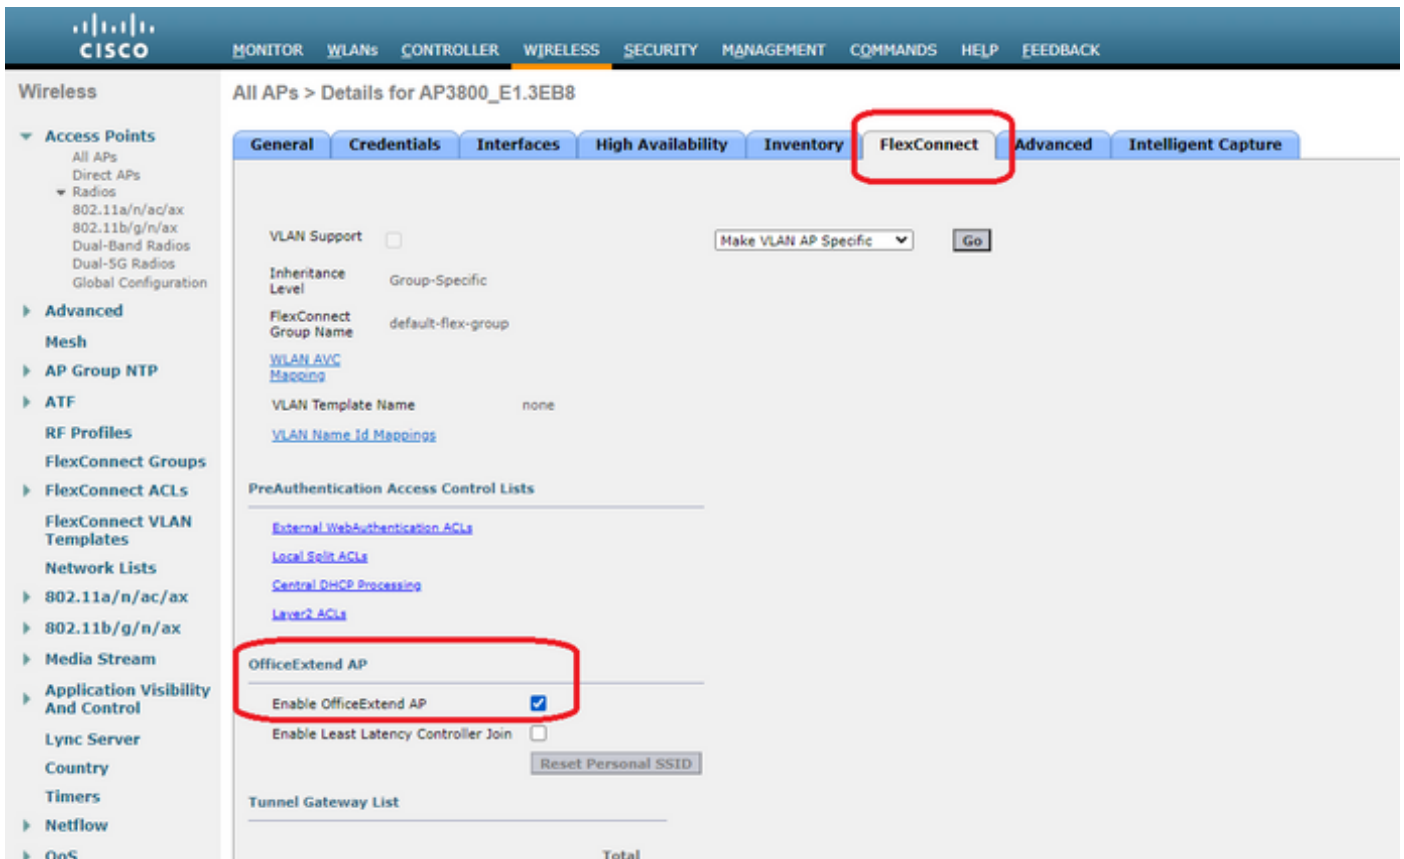 CISCO
MONITOR WLANs CONTROLLER WIRELESS SECURITY MANAGEMENT COMMANDS HELP FEEDBACK
Wireless
Access Points
All APs
Direct APs
Radios
802.11a/n/ac/ax
802.11b/g/n/ax
Dual-Band Radios
Dual-5G Radios
Global Configuration
Advanced
Mesh
AP Group NTP
ATF
RF Profiles
FlexConnect Groups
FlexConnect ACLs
FlexConnect VLAN
Templates
Network Lists
802.11a/n/ac/ax
802.11b/g/n/ax
Media Stream
Application Visibility
And Control
Lync Server
Country
Timers
Netflow
QoS
All APs > Details for AP3800_E1.3EB8
General Credentials Interfaces High Availability Inventory FlexConnect Advanced Intelligent Capture
VLAN Support Make VLAN AP Specific Go
Inheritance
Level Group-Specific
FlexConnect
Group Name default-flex-group
WLAN AVC
Mapping
VLAN Template Name none
VLAN Name Id Mappings
PreAuthentication Access Control Lists
External WebAuthentication ACLs
Local Split ACLs
Central DHCP Processing
Layer2 ACLs
OfficeExtend AP
Enable OfficeExtend AP
Enable Least Latency Controller Join
Reset Personal SSID
Tunnel Gateway List
Total